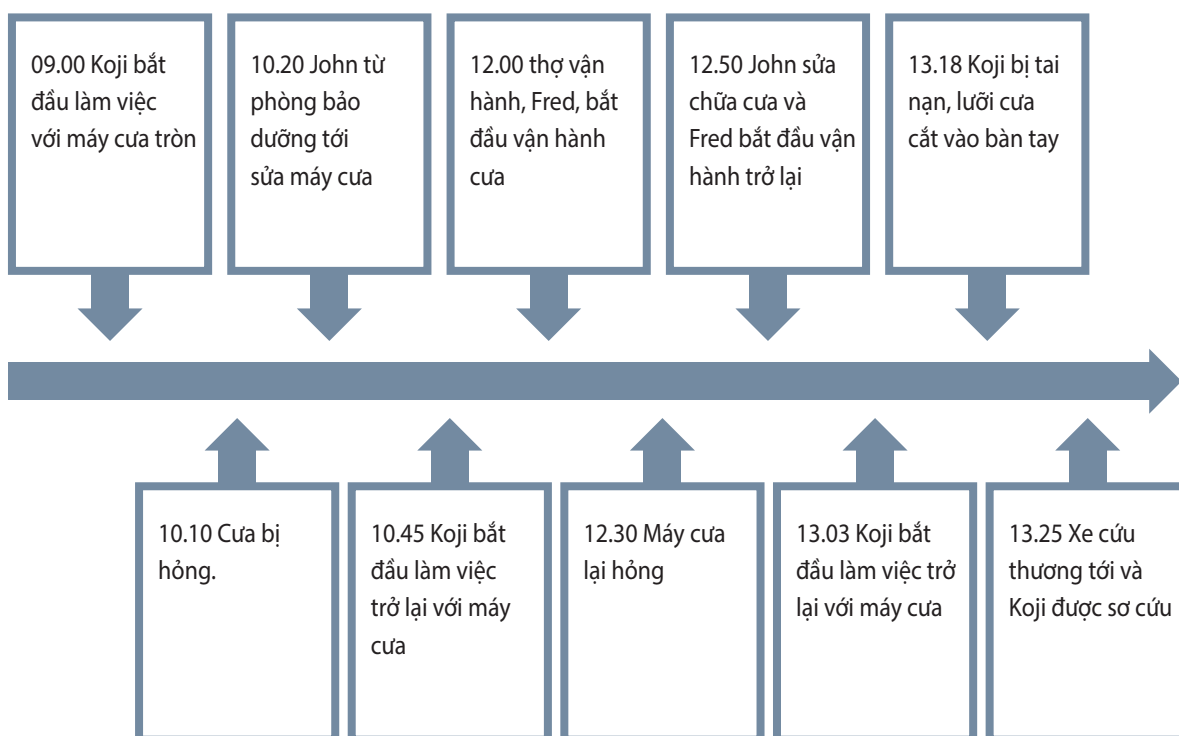 09.00 Koji bắt
đầu làm việc
với máy cưa tròn
10.20 John từ
phòng bảo
dưỡng tới
sửa máy cưa
12.00 thợ vận
hành, Fred, bắt
đầu vận hành
cưa
12.50 John sửa
chữa cưa và
Fred bắt đầu vận
hành trở lại
13.18 Koji bị tai
nạn, lưỡi cưa
cắt vào bàn tay
10.10 Cưa bị
hỏng.
10.45 Koji bắt
đầu làm việc
trở lại với máy
cưa
12.30 Máy cưa
lại hỏng
13.03 Koji bắt
đầu làm việc trở
lại với máy cưa
13.25 Xe cứu
thương tới và
Koji được sơ cứu